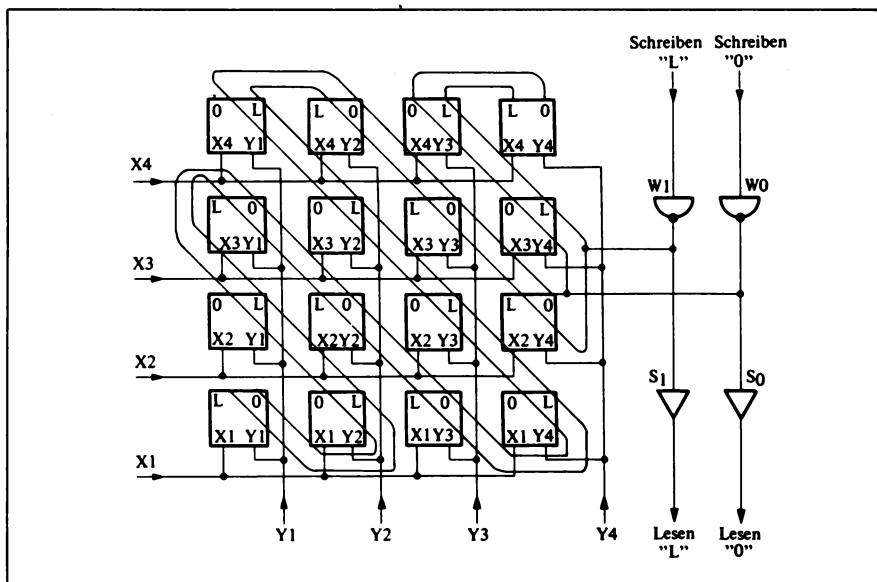 Schreiben Schreiben
"L" "0"
0 L L 0 0 L L 0
X4 Y1 X4 Y2 X4 Y3 X4 Y4
X4
W1 W0
L 0 0 L L 0 0 L
X3 Y1 X3 Y2 X3 Y3 X3 Y4
X3
0 L L 0 0 L L 0
X2 Y1 X2 Y2 X2 Y3 X2 Y4
X2
S1 S0
L 0 0 L L 0 0 L
X1 Y1 X1 Y2 X1 Y3 X1 Y4
X1
Y1 Y2 Y3 Y4
Lesen Lesen
"L" "0"